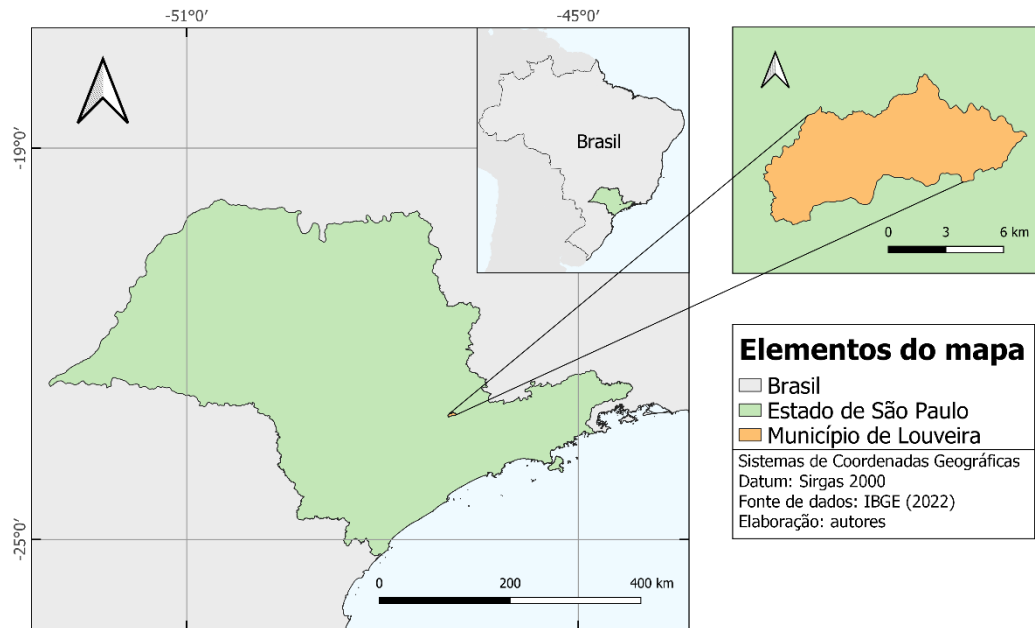 -51°0′
-45°0′
-19°0′
-25°0′
Brasil
0 200 400 km
0 3 6 km
Elementos do mapa
Brasil
Estado de São Paulo
Município de Louveira
Sistemas de Coordenadas Geográficas
Datum: Sirgas 2000
Fonte de dados: IBGE (2022)
Elaboração: autores